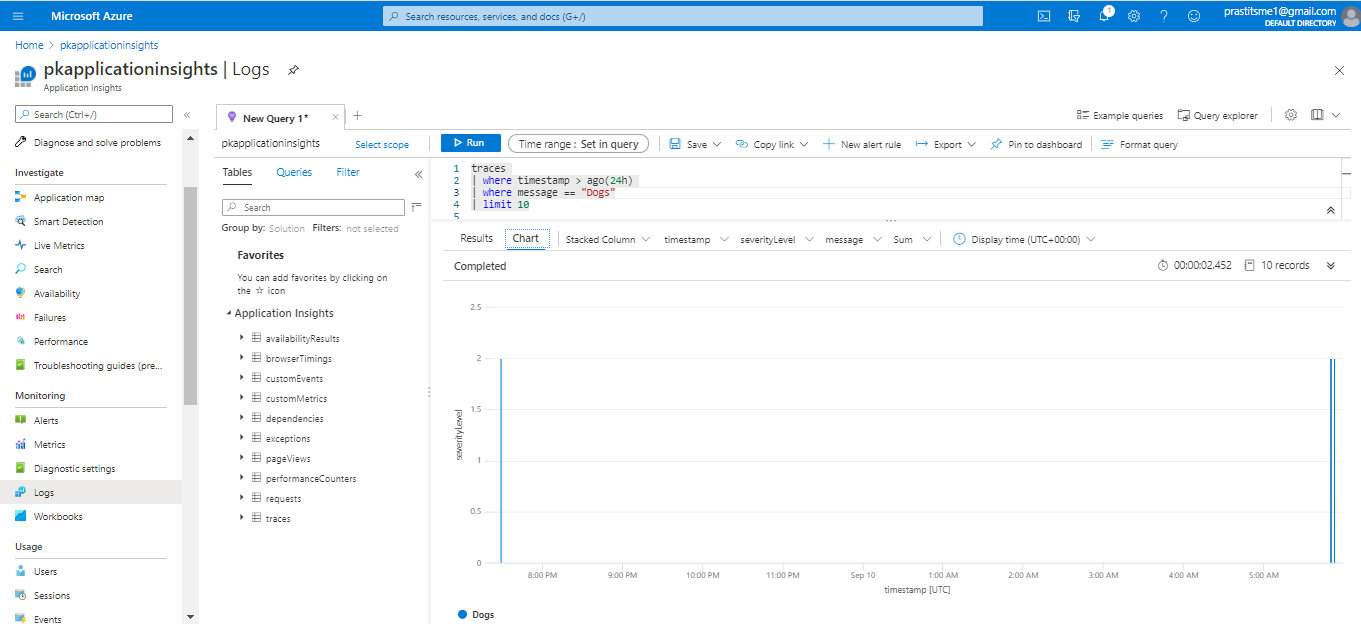 Microsoft Azure
Search resources, services, and docs (G+/)
1
prastitsme1@gmail.com
DEFAULT DIRECTORY
Home > pkapplicationinsights
pkapplicationinsights | Logs
Application Insights
Search (Ctrl+/)
«
Diagnose and solve problems
Investigate
Application map
Smart Detection
Live Metrics
Search
Availability
Failures
Performance
Troubleshooting guides (pre...
Monitoring
Alerts
Metrics
Diagnostic settings
Logs
Workbooks
Usage
Users
Sessions
Events
New Query 1*
Example queries
Query explorer
pkapplicationinsights
Select scope
Run
Time range : Set in query
Save
Copy link
New alert rule
Export
Pin to dashboard
Format query
Tables
Queries
Filter
«
Search
Group by: Solution Filters: not selected
Favorites
You can add favorites by clicking on
the ☆ icon
Application Insights
availabilityResults
browserTimings
customEvents
customMetrics
dependencies
exceptions
pageViews
performanceCounters
requests
traces
1 traces
2 | where timestamp > ago(24h)
3 | where message == "Dogs"
4 | limit 10
5
Results
Chart
Stacked Column
timestamp
severityLevel
message
Sum
Display time (UTC+00:00)
Completed
00:00:02.452
10 records
2.5
2
1.5
1
0.5
0
severityLevel
8:00 PM
9:00 PM
10:00 PM
11:00 PM
Sep 10
1:00 AM
2:00 AM
3:00 AM
4:00 AM
5:00 AM
timestamp [UTC]
Dogs